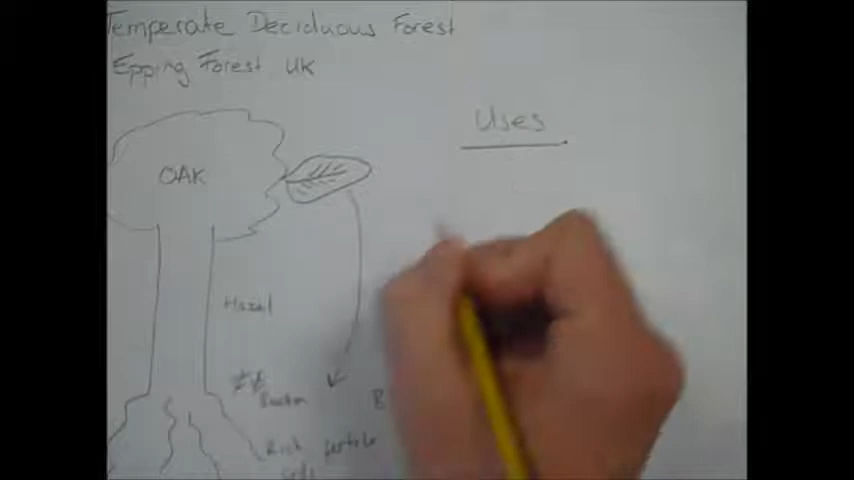 Temperate Deciduous Forest
Epping Forest UK
Uses
OAK
Hazel
B
Rich fertile